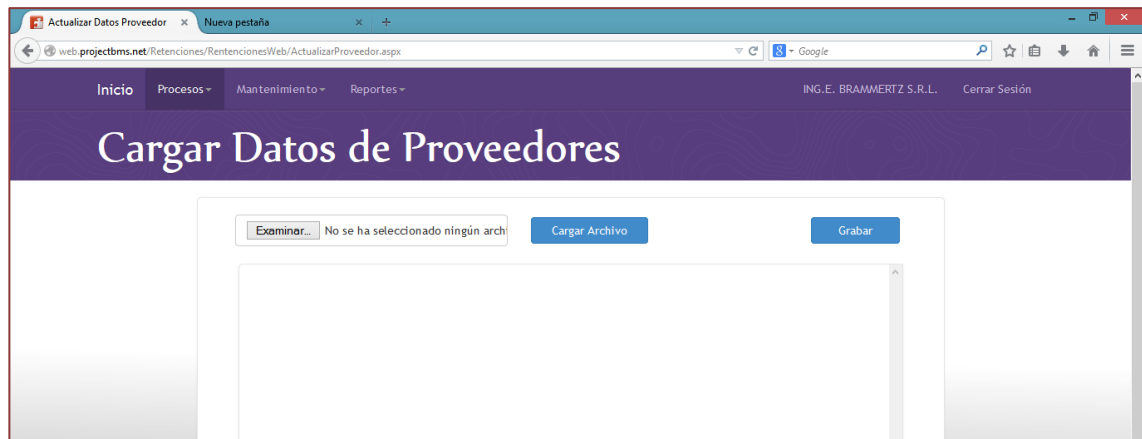 Actualizar Datos Proveedor × Nueva pestaña × +
web.projectbms.net/Retenciones/RentencionesWeb/ActualizarProveedor.aspx Google
Inicio Procesos Mantenimiento Reportes ING.E. BRAMMERTZ S.R.L. Cerrar Sesión
Cargar Datos de Proveedores
Examinar... No se ha seleccionado ningún archi Cargar Archivo Grabar